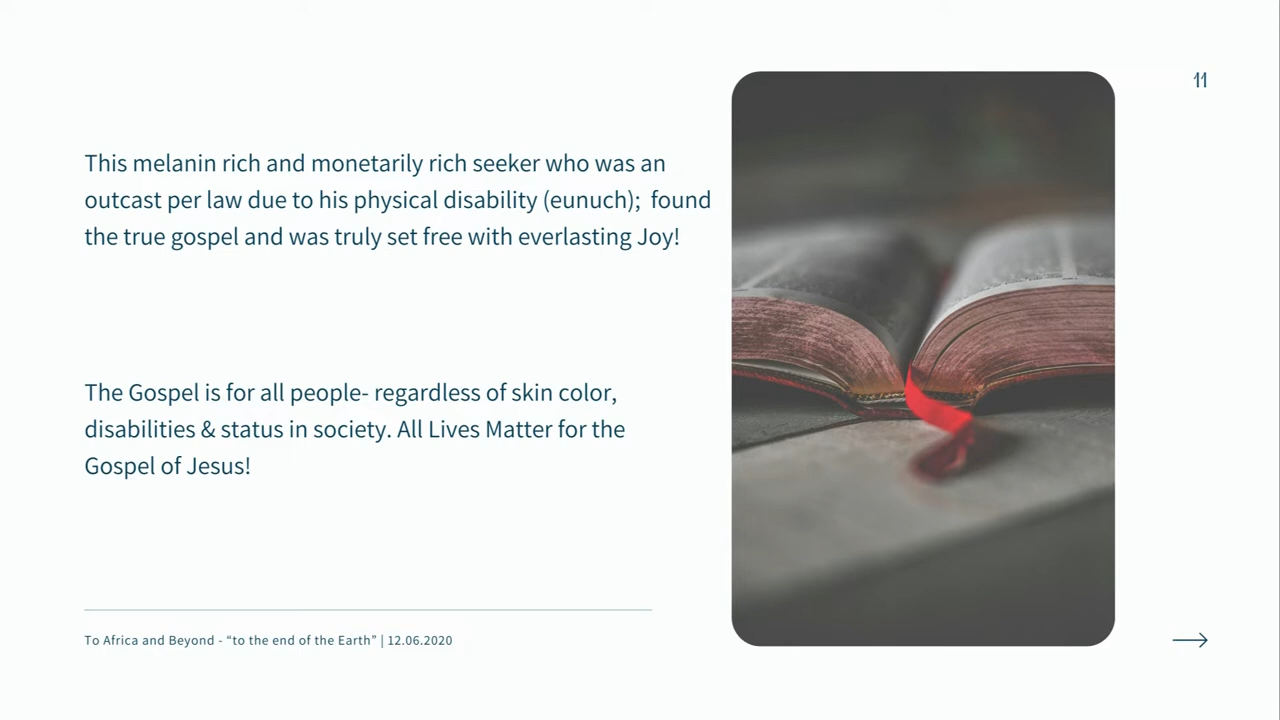 11
This melanin rich and monetarily rich seeker who was an
outcast per law due to his physical disability (eunuch);  found
the true gospel and was truly set free with everlasting Joy!
The Gospel is for all people- regardless of skin color,
disabilities & status in society. All Lives Matter for the
Gospel of Jesus!
To Africa and Beyond - “to the end of the Earth” | 12.06.2020